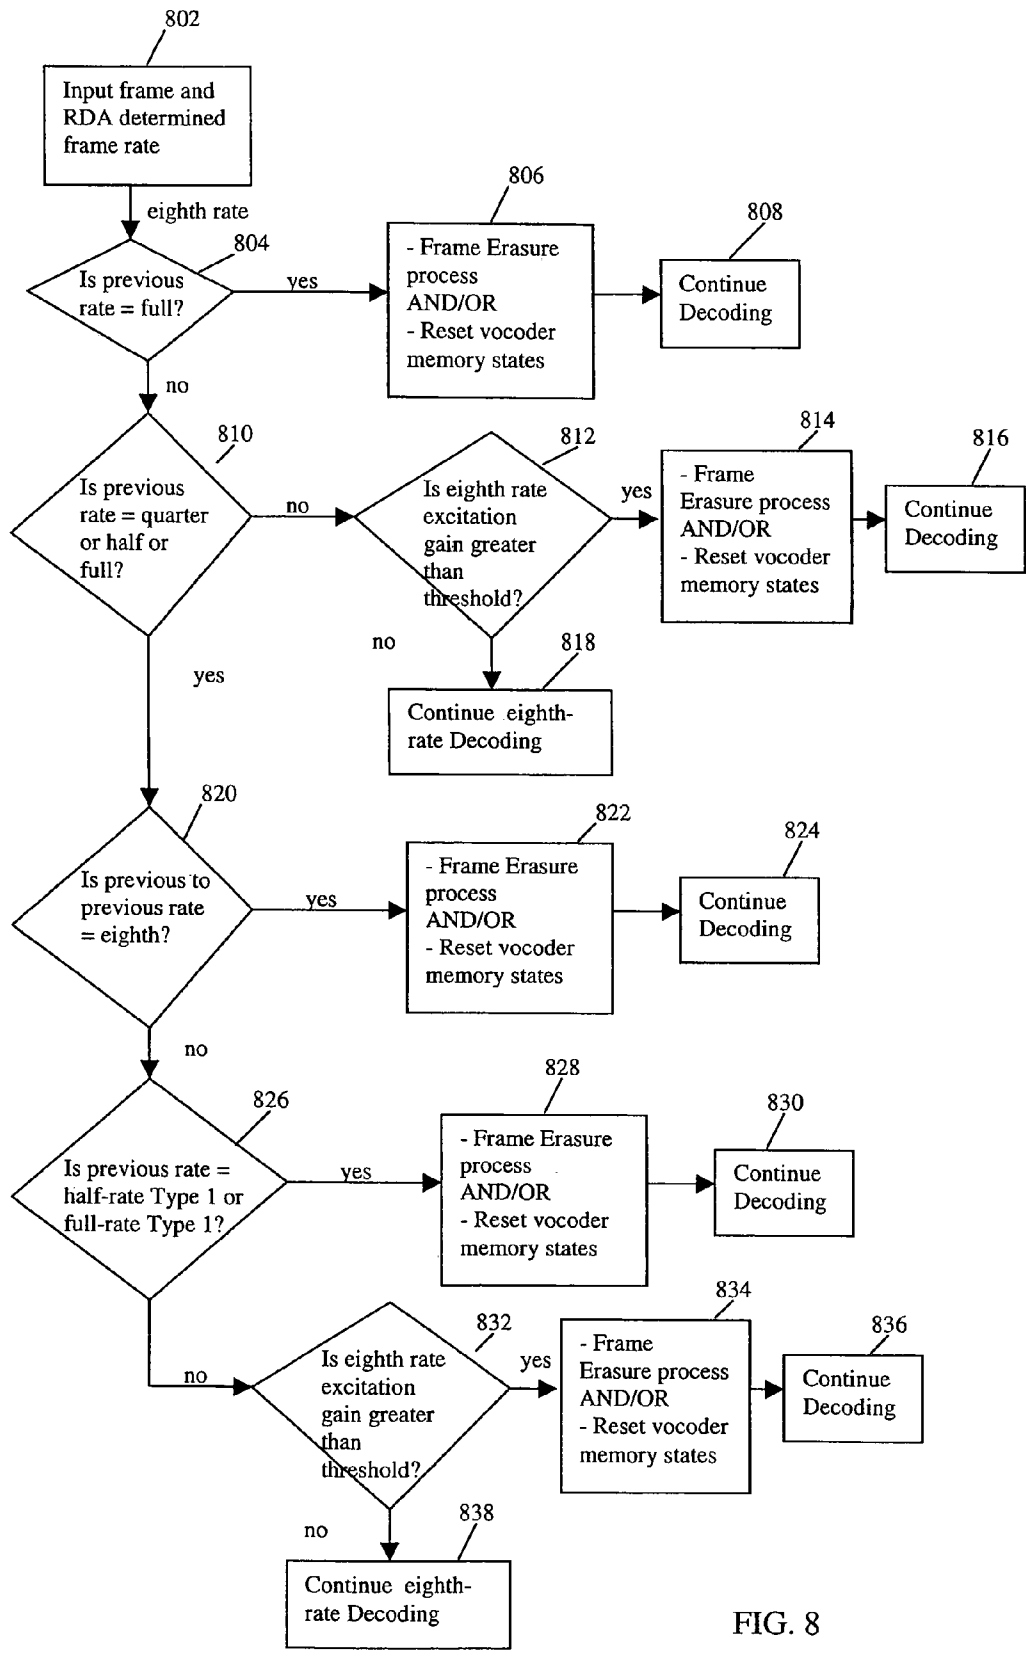 802
Input frame and
RDA determined
frame rate
eighth rate
804
Is previous
rate = full?
yes
806
- Frame Erasure
process
AND/OR
- Reset vocoder
memory states
808
Continue
Decoding
no
810
Is previous
rate = quarter
or half or
full?
no
812
Is eighth rate
excitation
gain greater
than
threshold?
yes
814
- Frame
Erasure process
AND/OR
- Reset vocoder
memory states
816
Continue
Decoding
no
818
Continue eighth-
rate Decoding
yes
820
Is previous to
previous rate
= eighth?
yes
822
- Frame Erasure
process
AND/OR
- Reset vocoder
memory states
824
Continue
Decoding
no
826
Is previous rate =
half-rate Type 1 or
full-rate Type 1?
yes
828
- Frame Erasure
process
AND/OR
- Reset vocoder
memory states
830
Continue
Decoding
no
832
Is eighth rate
excitation
gain greater
than
threshold?
yes
834
- Frame
Erasure process
AND/OR
- Reset vocoder
memory states
836
Continue
Decoding
no
838
Continue eighth-
rate Decoding
FIG. 8